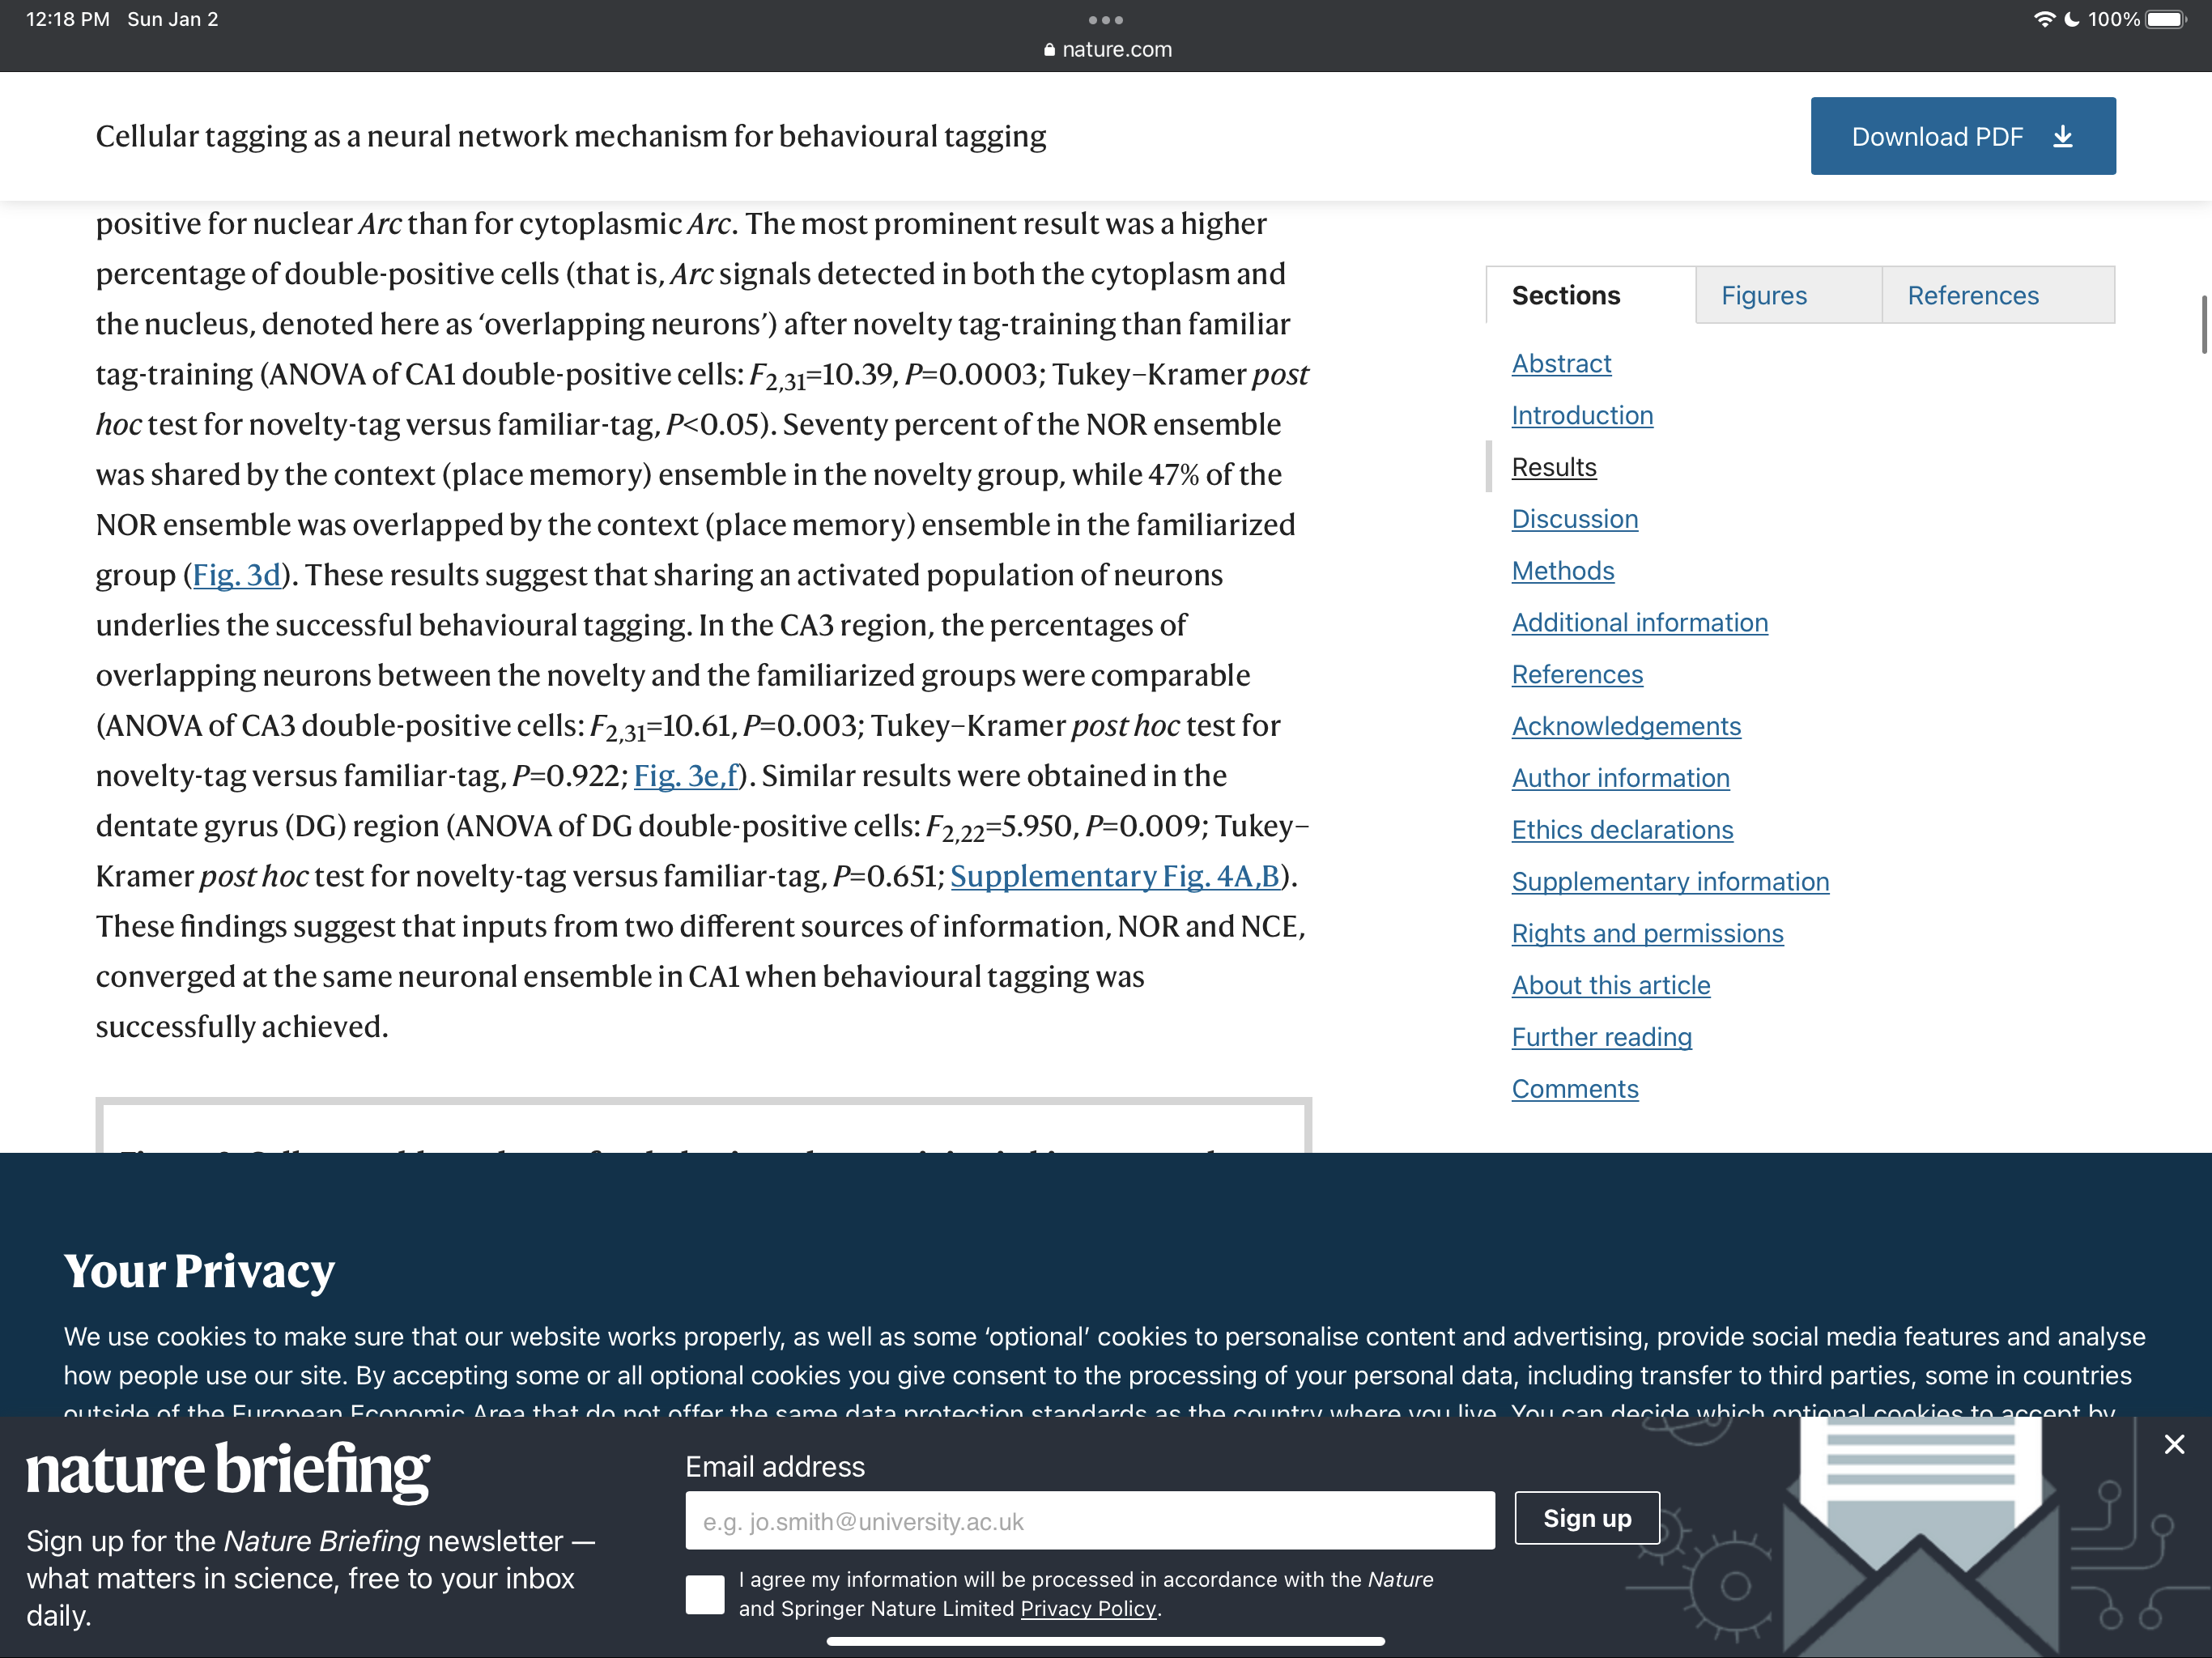 12:18 PM Sun Jan 2
100%
nature.com
Cellular tagging as a neural network mechanism for behavioural tagging
Download PDF
positive for nuclear Arc than for cytoplasmic Arc. The most prominent result was a higher
percentage of double-positive cells (that is, Arc signals detected in both the cytoplasm and
the nucleus, denoted here as ‘overlapping neurons’) after novelty tag-training than familiar
tag-training (ANOVA of CA1 double-positive cells: F2,31=10.39, P=0.0003; Tukey–Kramer post
hoc test for novelty-tag versus familiar-tag, P<0.05). Seventy percent of the NOR ensemble
was shared by the context (place memory) ensemble in the novelty group, while 47% of the
NOR ensemble was overlapped by the context (place memory) ensemble in the familiarized
group (Fig. 3d). These results suggest that sharing an activated population of neurons
underlies the successful behavioural tagging. In the CA3 region, the percentages of
overlapping neurons between the novelty and the familiarized groups were comparable
(ANOVA of CA3 double-positive cells: F2,31=10.61, P=0.003; Tukey–Kramer post hoc test for
novelty-tag versus familiar-tag, P=0.922; Fig. 3e,f). Similar results were obtained in the
dentate gyrus (DG) region (ANOVA of DG double-positive cells: F2,22=5.950, P=0.009; Tukey–
Kramer post hoc test for novelty-tag versus familiar-tag, P=0.651; Supplementary Fig. 4A,B).
These findings suggest that inputs from two different sources of information, NOR and NCE,
converged at the same neuronal ensemble in CA1 when behavioural tagging was
successfully achieved.
Sections
Figures
References
Abstract
Introduction
Results
Discussion
Methods
Additional information
References
Acknowledgements
Author information
Ethics declarations
Supplementary information
Rights and permissions
About this article
Further reading
Comments
Your Privacy
We use cookies to make sure that our website works properly, as well as some ‘optional’ cookies to personalise content and advertising, provide social media features and analyse
how people use our site. By accepting some or all optional cookies you give consent to the processing of your personal data, including transfer to third parties, some in countries
outside of the European Economic Area that do not offer the same data protection standards as the country where you live. You can decide which optional cookies to accept by
nature briefing
Sign up for the Nature Briefing newsletter —
what matters in science, free to your inbox
daily.
Email address
e.g. jo.smith@university.ac.uk
Sign up
I agree my information will be processed in accordance with the Nature
and Springer Nature Limited Privacy Policy.